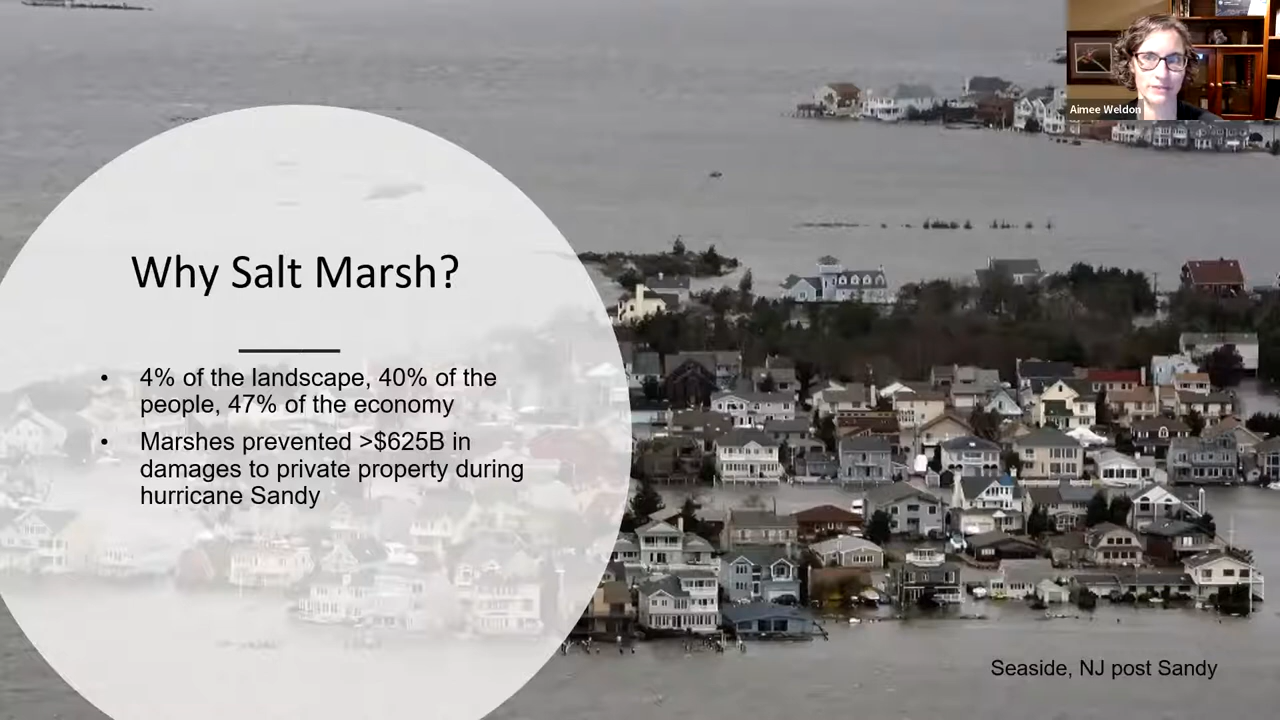 Aimee Weldon
Why Salt Marsh?
• 4% of the landscape, 40% of the
people, 47% of the economy
• Marshes prevented >$625B in
damages to private property during
hurricane Sandy
Seaside, NJ post Sandy